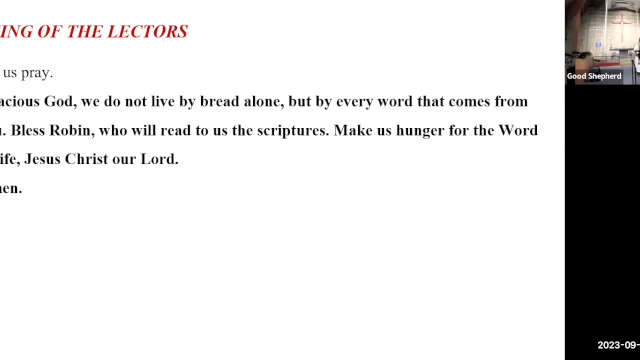 ING OF THE LECTORS
us pray.
acious God, we do not live by bread alone, but by every word that comes from
u. Bless Robin, who will read to us the scriptures. Make us hunger for the Word
ife, Jesus Christ our Lord.
nen.
Good Shepherd
2023-09-